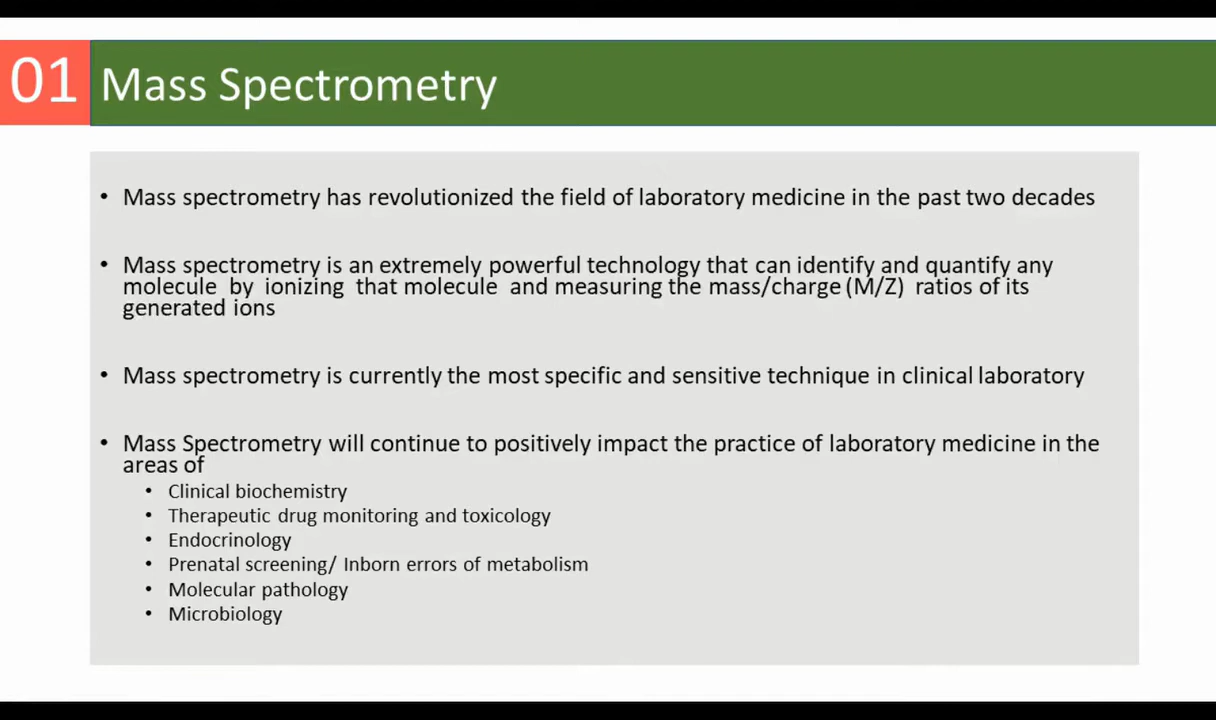 01 Mass Spectrometry
• Mass spectrometry has revolutionized the field of laboratory medicine in the past two decades
• Mass spectrometry is an extremely powerful technology that can identify and quantify any
molecule by ionizing that molecule and measuring the mass/charge (M/Z) ratios of its
generated ions
• Mass spectrometry is currently the most specific and sensitive technique in clinical laboratory
• Mass Spectrometry will continue to positively impact the practice of laboratory medicine in the
areas of
• Clinical biochemistry
• Therapeutic drug monitoring and toxicology
• Endocrinology
• Prenatal screening/ Inborn errors of metabolism
• Molecular pathology
• Microbiology